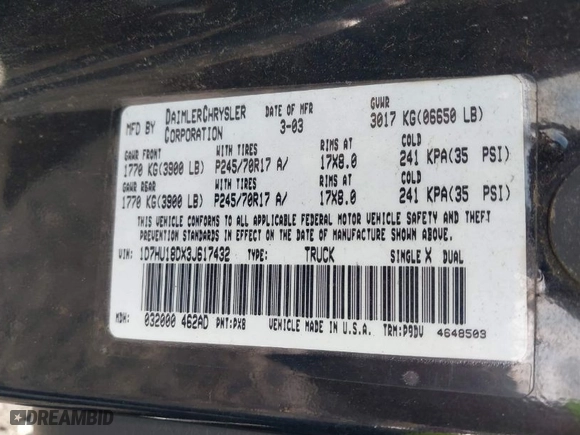 MFD BY DAIMLERCHRYSLER CORPORATION DATE OF MFR 3-03 GVWR 3017 KG(06650 LB)
GAWR FRONT WITH TIRES RIMS AT COLD
1770 KG(3900 LB) P245/70R17 A/ 17X8.0 241 KPA(35 PSI)
GAWR REAR WITH TIRES RIMS AT COLD
1770 KG(3900 LB) P245/70R17 A/ 17X8.0 241 KPA(35 PSI)
THIS VEHICLE CONFORMS TO ALL APPLICABLE FEDERAL MOTOR VEHICLE SAFETY AND THEFT
PREVENTION STANDARDS IN EFFECT ON THE DATE OF MANUFACTURE SHOWN ABOVE.
VIN: 1D7HU18DX3J617432 TYPE: TRUCK SINGLE X DUAL
MDH: 032000 462AD PNT: PX8 VEHICLE MADE IN U.S.A. TRM: P9DV 4648509
DREAMBID